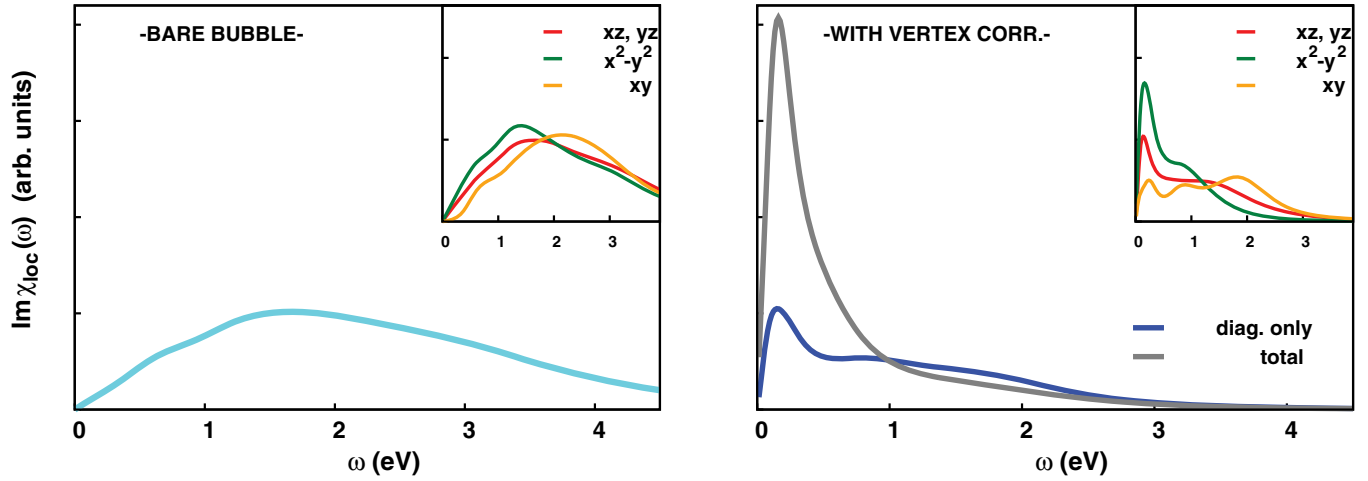 -BARE BUBBLE-
xz, yz
x²-y²
xy
0 1 2 3
Im χloc(ω) (arb. units)
0 1 2 3 4
ω (eV)
-WITH VERTEX CORR.-
xz, yz
x²-y²
xy
0 1 2 3
diag. only
total
0 1 2 3 4
ω (eV)